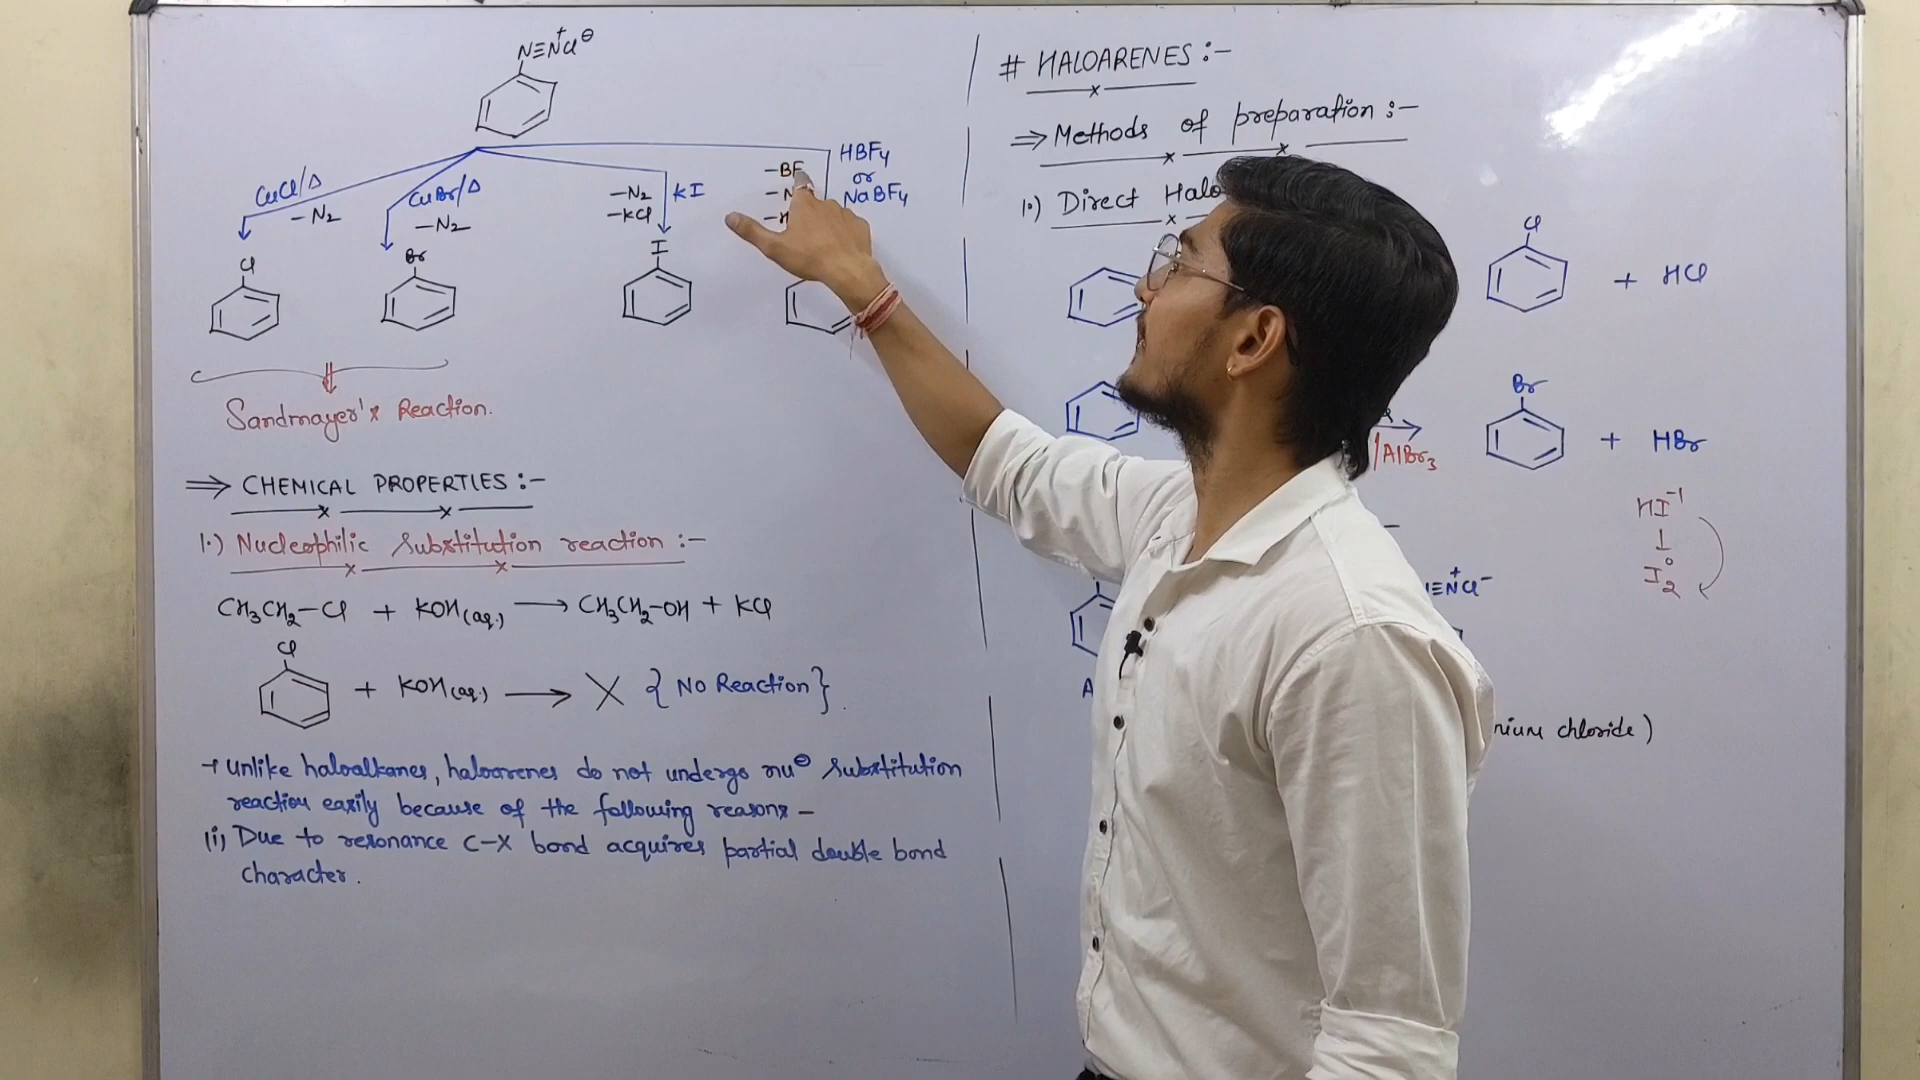 N≡N⁺Cl⊖
CuCl/Δ
-N₂
CuBr/Δ
-N₂
-N₂
-KCl
KI
HBF₄
or
NaBF₄
Cl
Br
I
Sandmayer's Reaction.
⇒ CHEMICAL PROPERTIES :-
1.) Nucleophilic Substitution reaction :-
CH₃CH₂-Cl + KOH(aq.) → CH₃CH₂-OH + KCl
Cl
+ KOH(aq.) → X {No Reaction}.
→ Unlike haloalkanes, haloarenes do not undergo nu⊖ substitution
reaction easily because of the following reasons -
(i) Due to resonance C-X bond acquires partial double bond
character.
# HALOARENES :-
⇒ Methods of preparation :-
1.) Direct Halo
Cl
+ HCl
Br
/AlBr₃
+ HBr
HI⁻¹
↓
I₂⁰
≡N⁺Cl⁻
nium chloride)